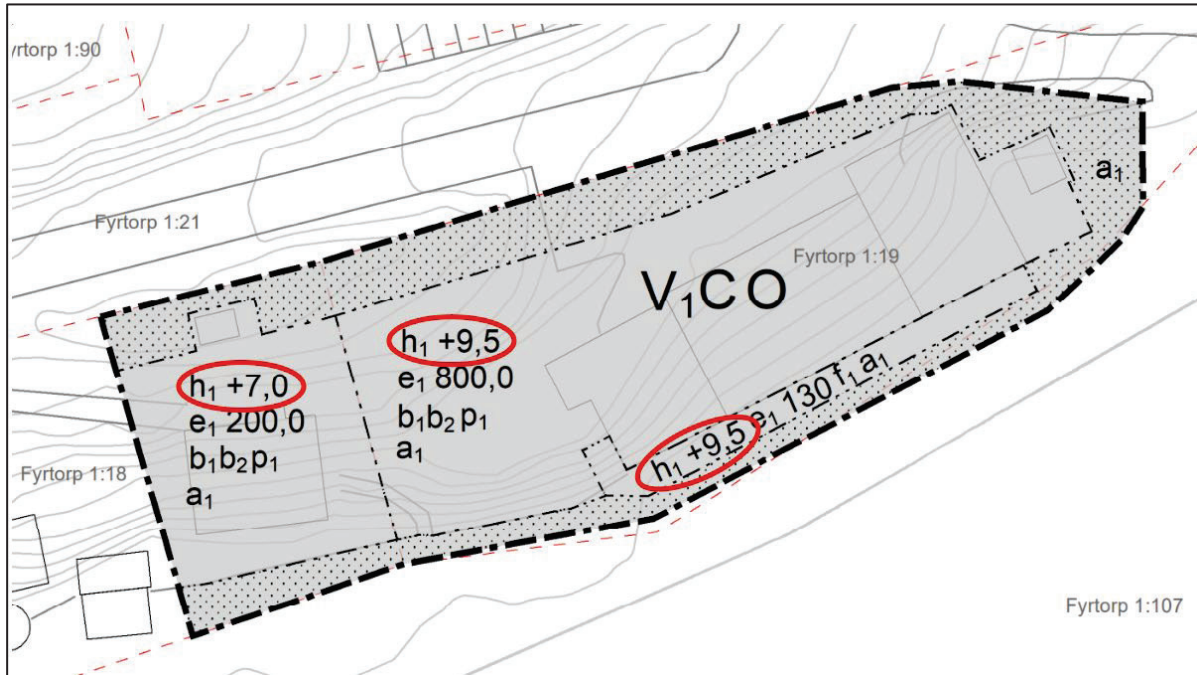 yrtorp 1:90
Fyrtorp 1:21
a₁
Fyrtorp 1:19
V₁CO
h₁ +9,5
e₁ 800,0
b₁b₂p₁
a₁
h₁ +7,0
e₁ 200,0
b₁b₂p₁
a₁
h₁ +9,5 e₁ 130 f₁ a₁
Fyrtorp 1:18
Fyrtorp 1:107